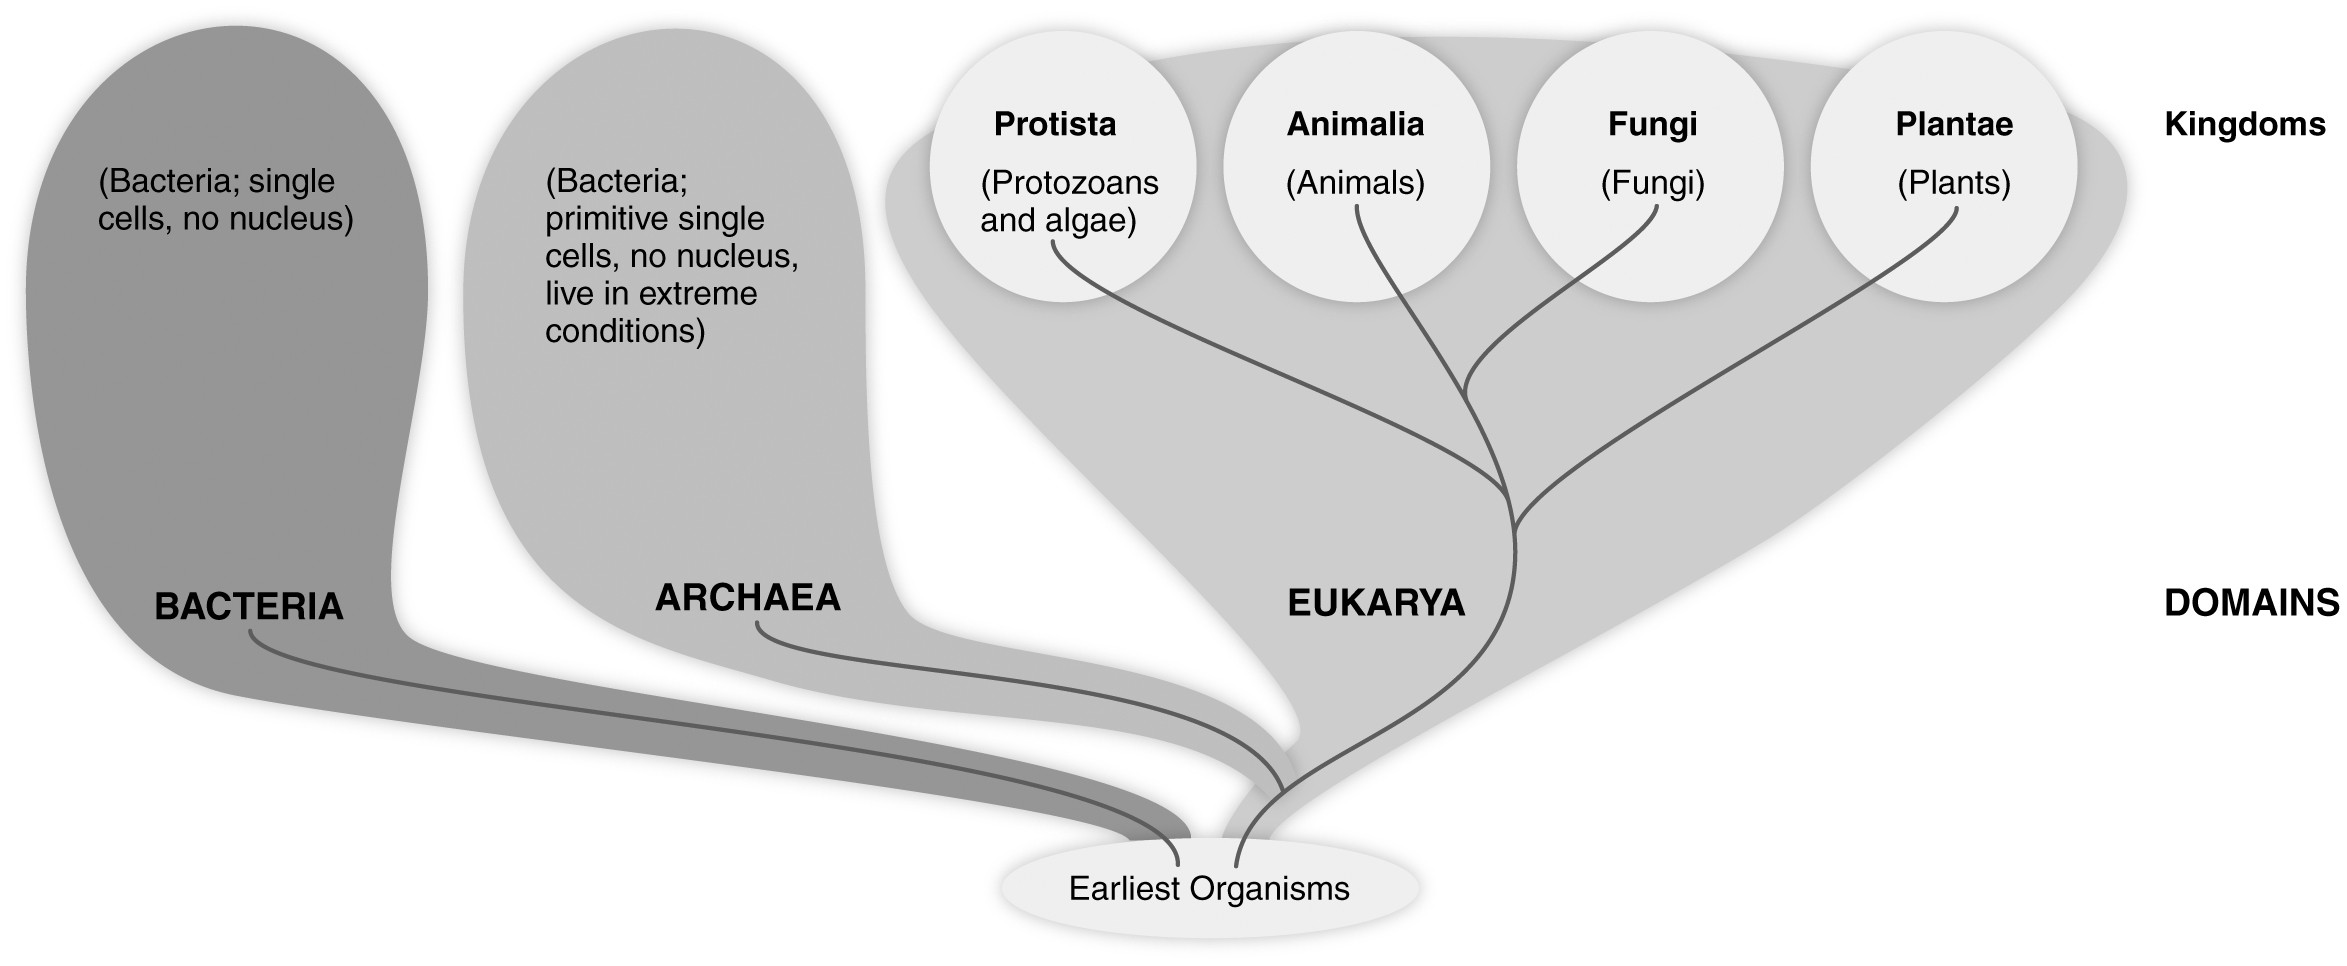 Protista
Animalia
Fungi
Plantae
Kingdoms
(Bacteria; single
cells, no nucleus)
(Bacteria;
primitive single
cells, no nucleus,
live in extreme
conditions)
(Protozoans
and algae)
(Animals)
(Fungi)
(Plants)
BACTERIA
ARCHAEA
EUKARYA
DOMAINS
Earliest Organisms